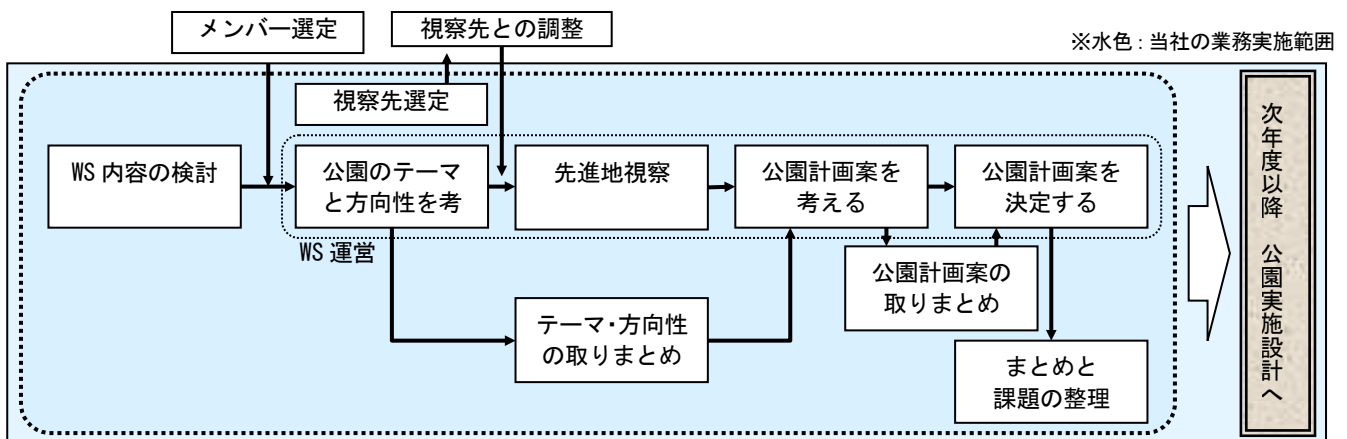 メンバー選定
視察先との調整
※水色：当社の業務実施範囲
視察先選定
WS 内容の検討
公園のテーマ
と方向性を考
先進地視察
公園計画案を
考える
公園計画案を
決定する
WS 運営
公園計画案の
取りまとめ
テーマ・方向性
の取りまとめ
まとめと
課題の整理
次年度以降　公園実施設計へ